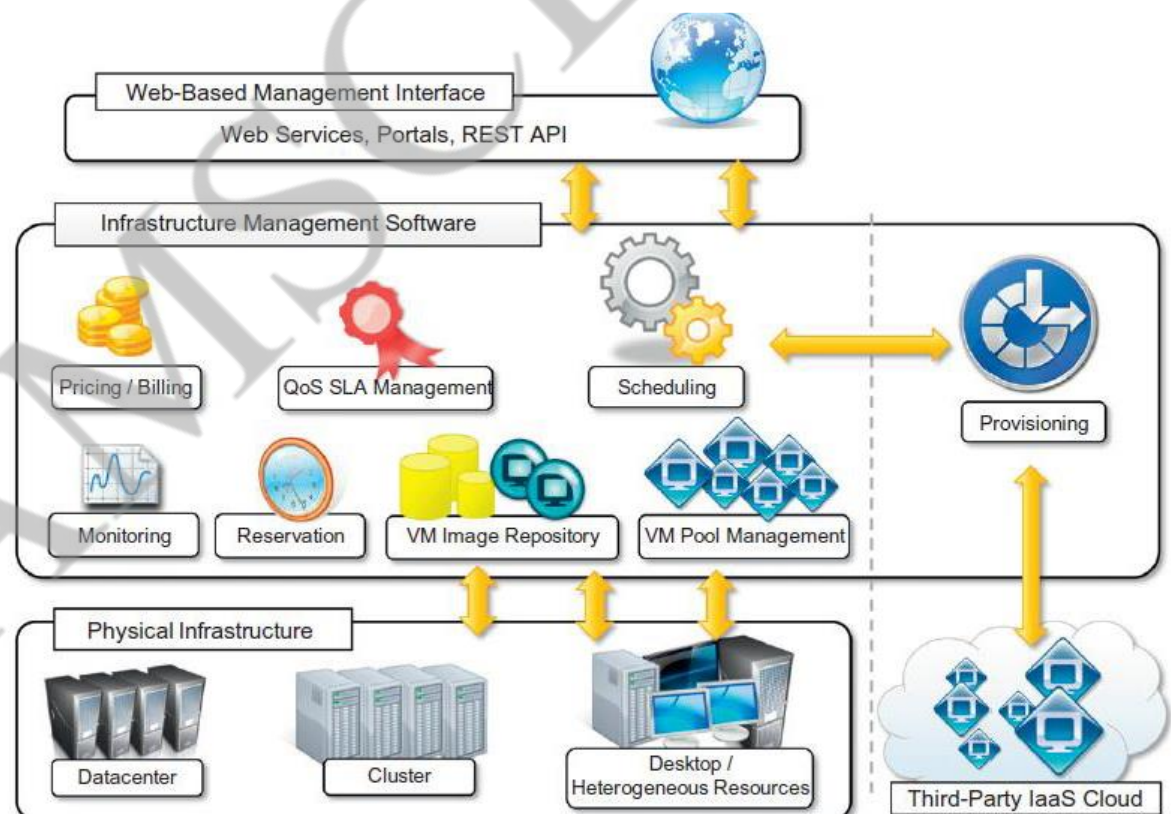 Web-Based Management Interface
Web Services, Portals, REST API
Infrastructure Management Software
Pricing / Billing
QoS SLA Management
Scheduling
Provisioning
Monitoring
Reservation
VM Image Repository
VM Pool Management
Physical Infrastructure
Datacenter
Cluster
Desktop /
Heterogeneous Resources
Third-Party IaaS Cloud